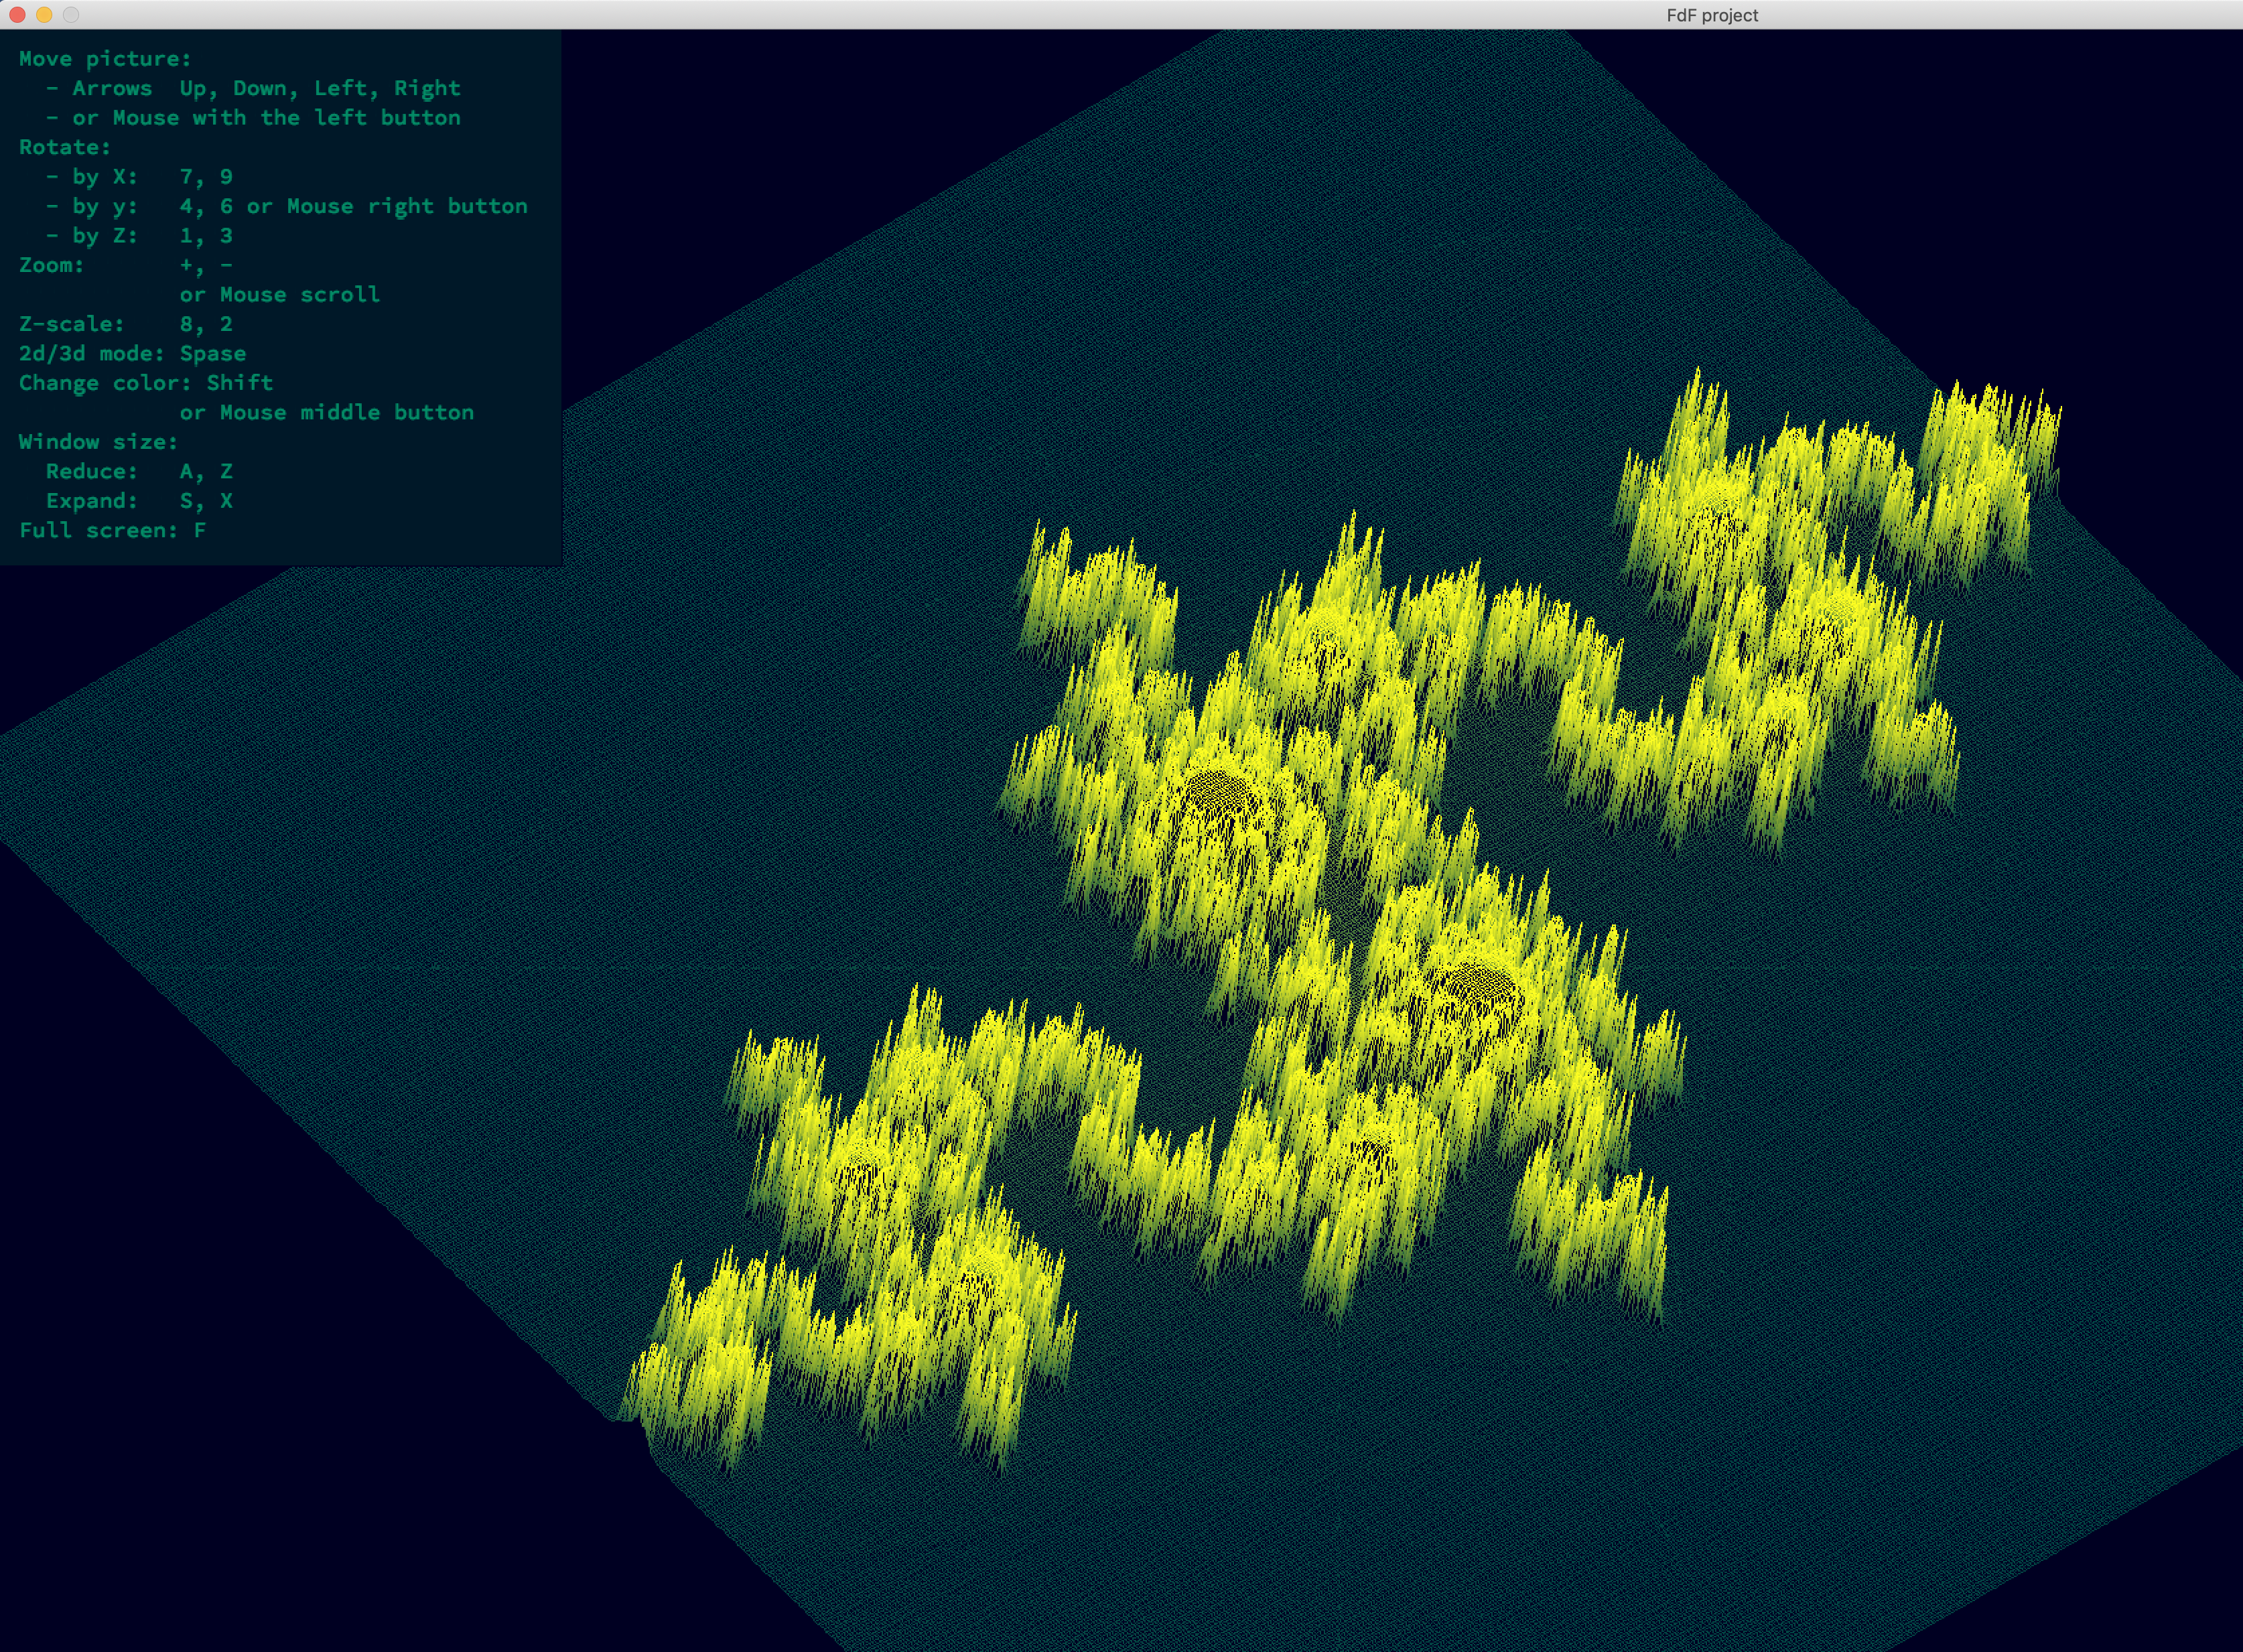 FdF project
Move picture:
- Arrows Up, Down, Left, Right
- or Mouse with the left button
Rotate:
- by X: 7, 9
- by y: 4, 6 or Mouse right button
- by Z: 1, 3
Zoom: +, -
or Mouse scroll
Z-scale: 8, 2
2d/3d mode: Spase
Change color: Shift
or Mouse middle button
Window size:
Reduce: A, Z
Expand: S, X
Full screen: F